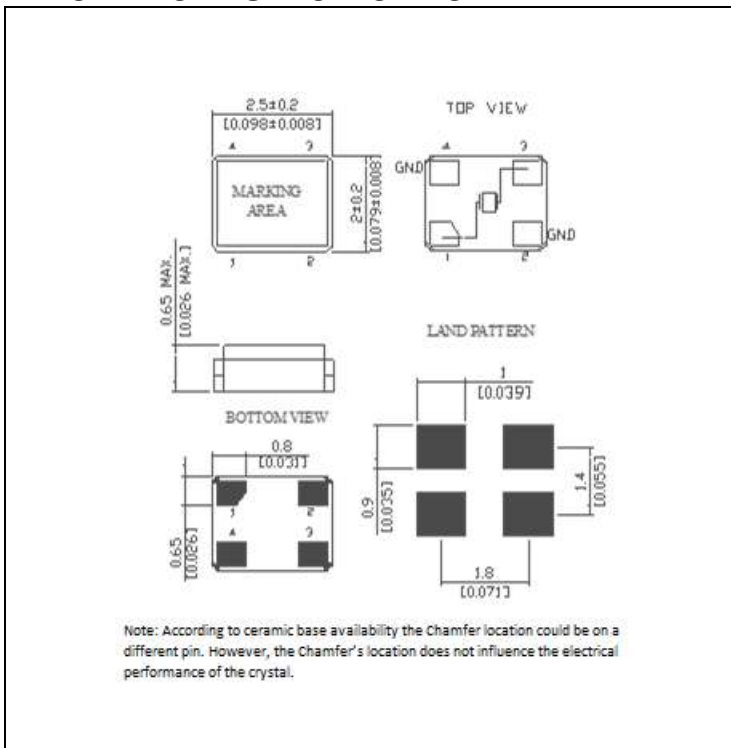 2.5±0.2
[0.098±0.008]
TOP VIEW
4 3
4 3
GND
MARKING
AREA
2±0.2
[0.079±0.008]
GND
1 2
1 2
0.65 MAX.
[0.026 MAX.]
LAND PATTERN
1
[0.039]
BOTTOM VIEW
0.8
[0.031]
1 2
4 3
0.65
[0.026]
0.9
[0.035]
1.4
[0.055]
1.8
[0.071]
Note: According to ceramic base availability the Chamfer location could be on a
different pin. However, the Chamfer's location does not influence the electrical
performance of the crystal.